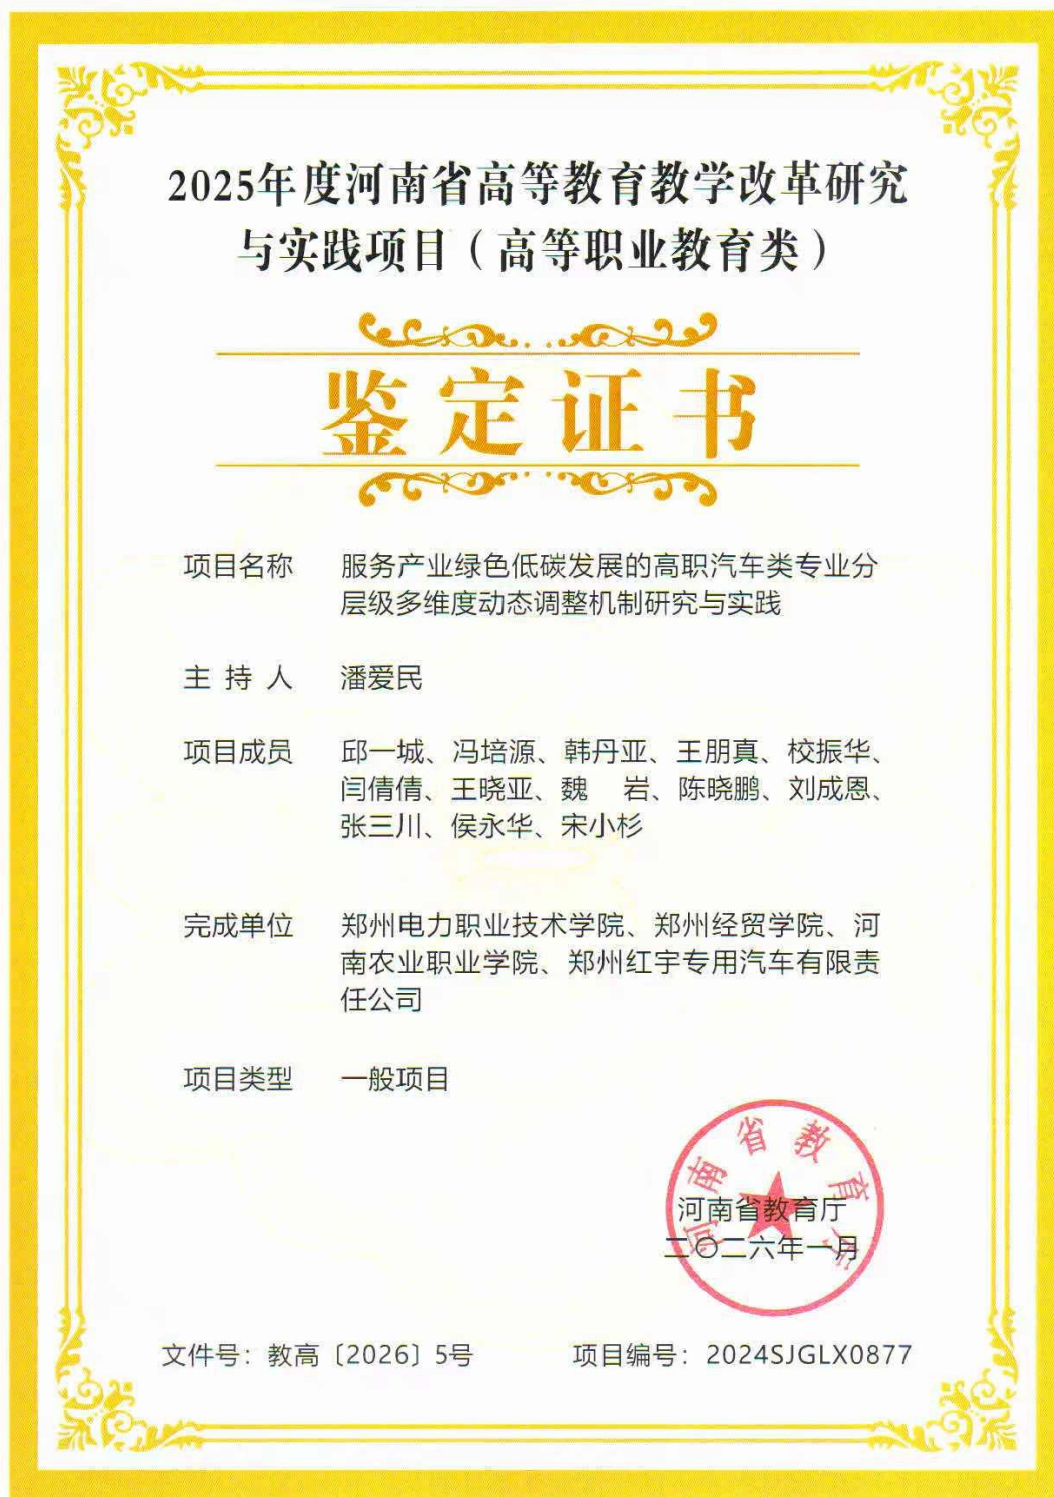 2025年度河南省高等教育教学改革研究
与实践项目（高等职业教育类）
鉴定证书
项目名称 服务产业绿色低碳发展的高职汽车类专业分
层级多维度动态调整机制研究与实践
主持人 潘爱民
项目成员 邱一城、冯培源、韩丹亚、王朋真、校振华、
闫倩倩、王晓亚、魏 岩、陈晓鹏、刘成恩、
张三川、侯永华、宋小杉
完成单位 郑州电力职业技术学院、郑州经贸学院、河
南农业职业学院、郑州红宇专用汽车有限责
任公司
项目类型 一般项目
河南省教育厅
河南省教育厅
二〇二六年一月
文件号：教高〔2026〕5号 项目编号：2024SJGLX0877